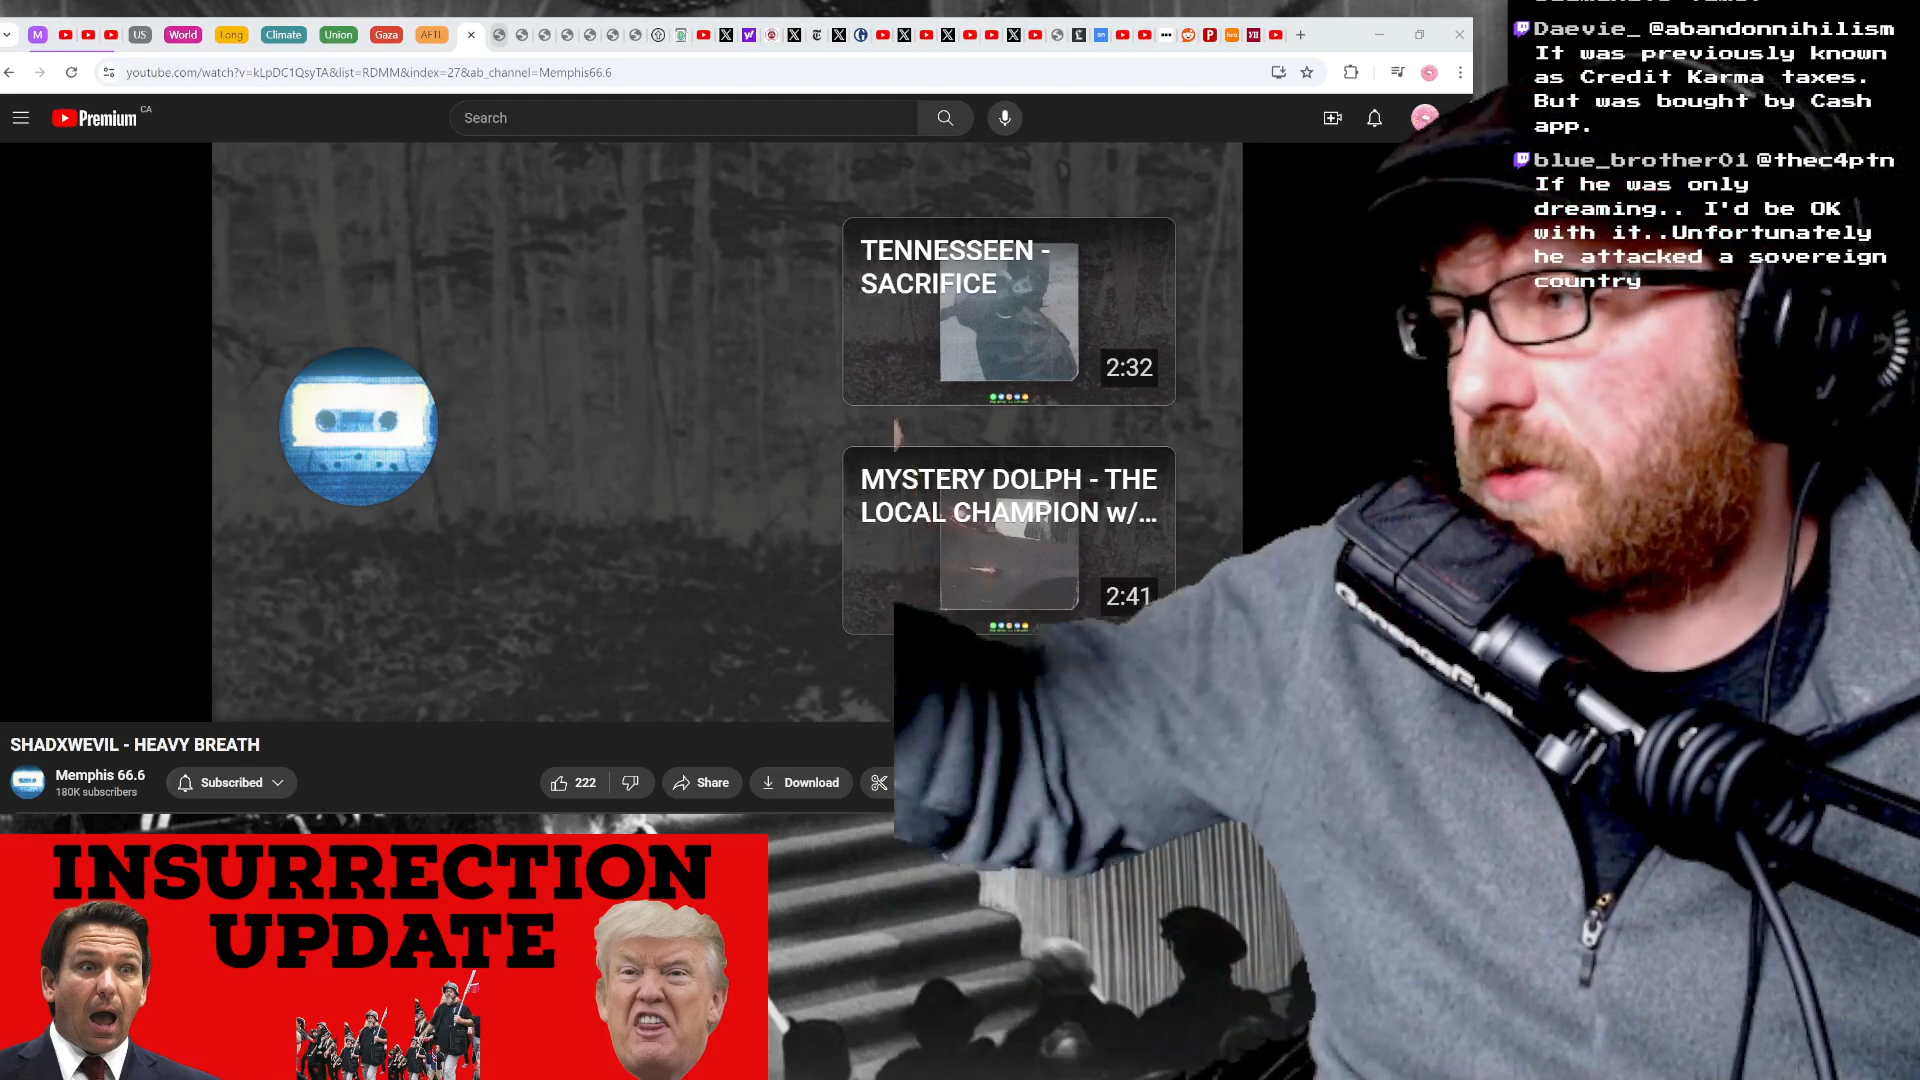 M
US
World
Long
Climate
Union
Gaza
AFTI
youtube.com/watch?v=kLpDC1QsyTA&list=RDMM&index=27&ab_channel=Memphis66.6
Premium
CA
Search
TENNESSEEN -
SACRIFICE
2:32
MYSTERY DOLPH - THE
LOCAL CHAMPION w/...
2:41
SHADXWEVIL - HEAVY BREATH
Memphis 66.6
180K subscribers
Subscribed
222
Share
Download
INSURRECTION
UPDATE
Daevie_ @abandonnihilism
It was previously known
as Credit Karma taxes.
But was bought by Cash
app.
blue_brother01 @thec4ptn
If he was only
dreaming.. I'd be OK
with it..Unfortunately
he attacked a sovereign
country